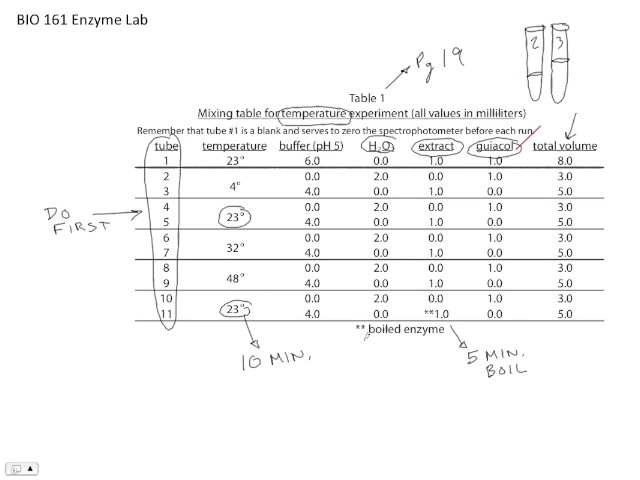 BIO 161 Enzyme Lab
Pg 19
2 3
Table 1
Mixing table for temperature experiment (all values in milliliters)
Remember that tube #1 is a blank and serves to zero the spectrophotometer before each run
tube temperature buffer (pH 5) H₂O₂ extract guiacol total volume
1 23° 6.0 0.0 1.0 1.0 8.0
2 0.0 2.0 0.0 1.0 3.0
4°
3 4.0 0.0 1.0 0.0 5.0
4 0.0 2.0 0.0 1.0 3.0
DO FIRST
23°
5 4.0 0.0 1.0 0.0 5.0
6 0.0 2.0 0.0 1.0 3.0
32°
7 4.0 0.0 1.0 0.0 5.0
8 0.0 2.0 0.0 1.0 3.0
48°
9 4.0 0.0 1.0 0.0 5.0
10 0.0 2.0 0.0 1.0 3.0
23°
11 4.0 0.0 **1.0 0.0 5.0
**boiled enzyme
10 MIN.
5 MIN.
BOIL